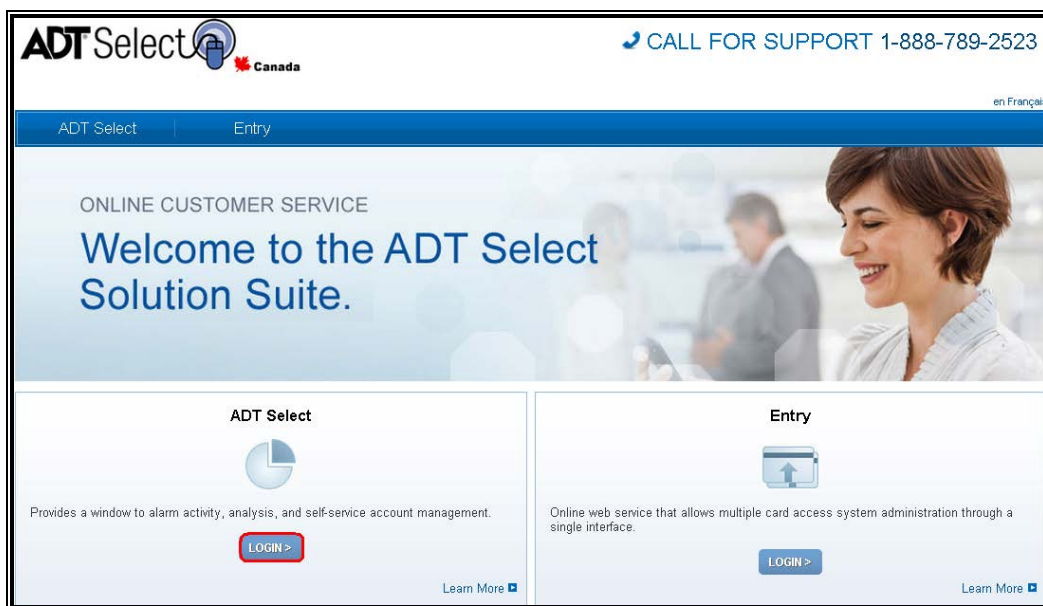 ADT Select
Canada
CALL FOR SUPPORT 1-888-789-2523
en Françai
ADT Select
Entry
ONLINE CUSTOMER SERVICE
Welcome to the ADT Select
Solution Suite.
ADT Select
Provides a window to alarm activity, analysis, and self-service account management.
LOGIN >
Learn More
Entry
Online web service that allows multiple card access system administration through a
single interface.
LOGIN >
Learn More